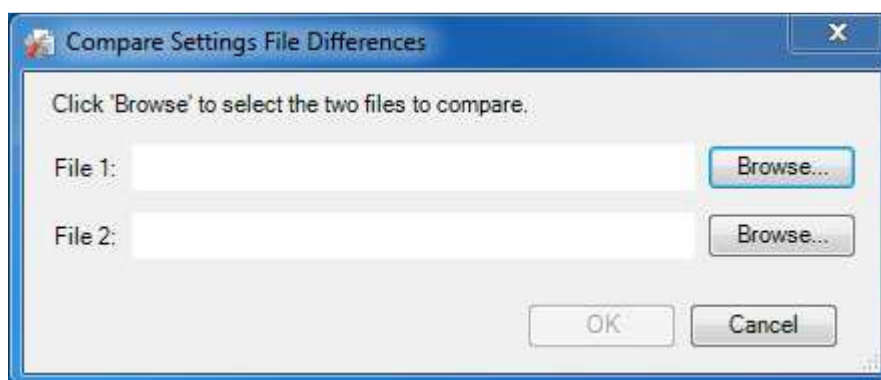 Compare Settings File Differences
Click 'Browse' to select the two files to compare.
File 1:
Browse...
File 2:
Browse...
OK
Cancel